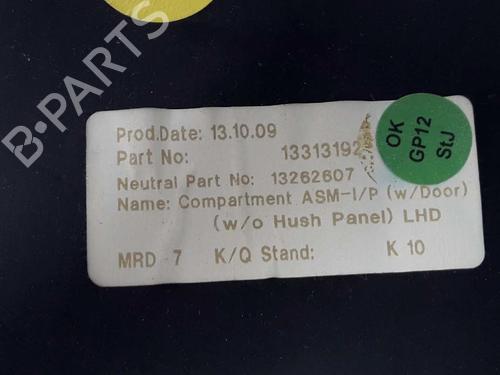 B-PARTS
Prod.Date: 13.10.09
Part No: 13313192
Neutral Part No: 13262607
Name: Compartment ASM-I/P (w/Door)
(w/o Hush Panel) LHD
MRD 7 K/Q Stand: K 10
OK
GP12
StJ